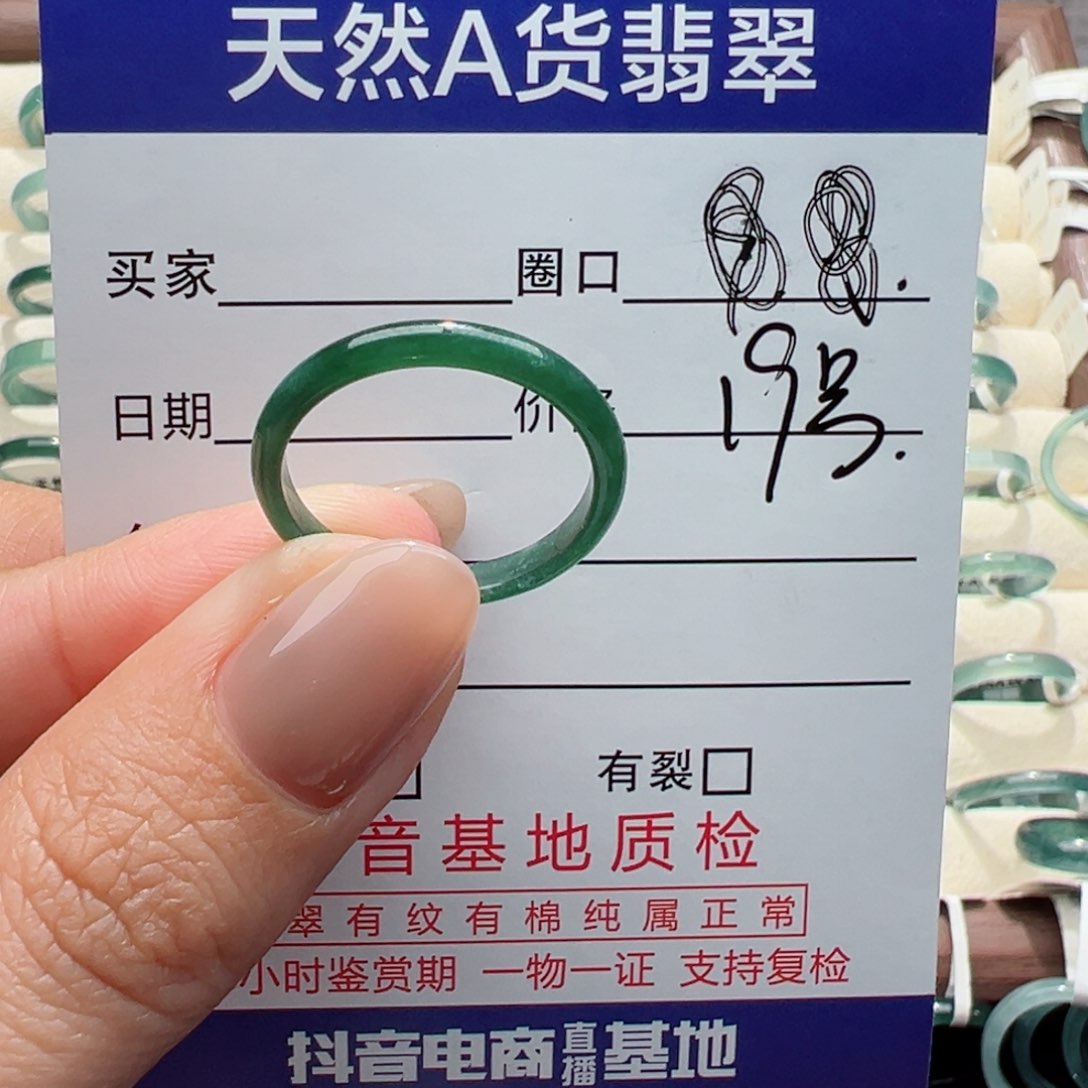 天然A货翡翠
买家 圈口
19号.
日期 价
有裂
音基地质检
翠有纹有棉纯属正常
小时鉴赏期 一物一证 支持复检
抖音电商直播基地